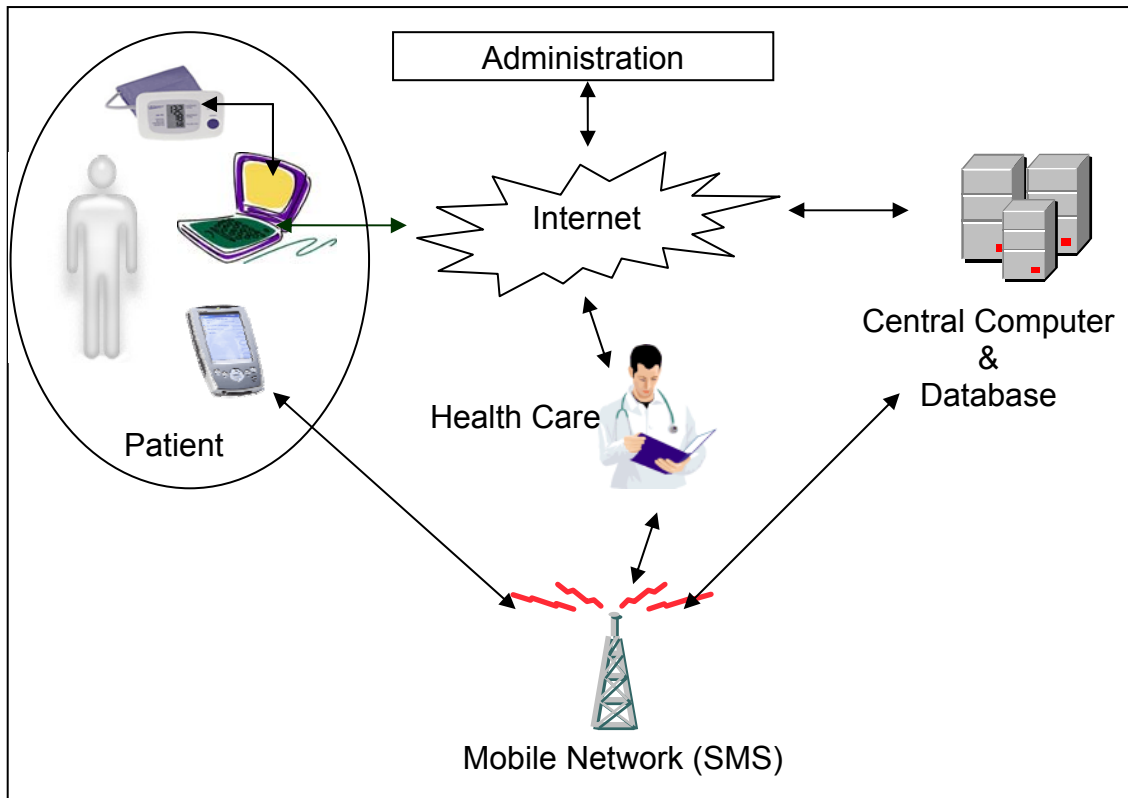 Administration
Internet
Central Computer
&
Database
Health Care
Patient
Mobile Network (SMS)